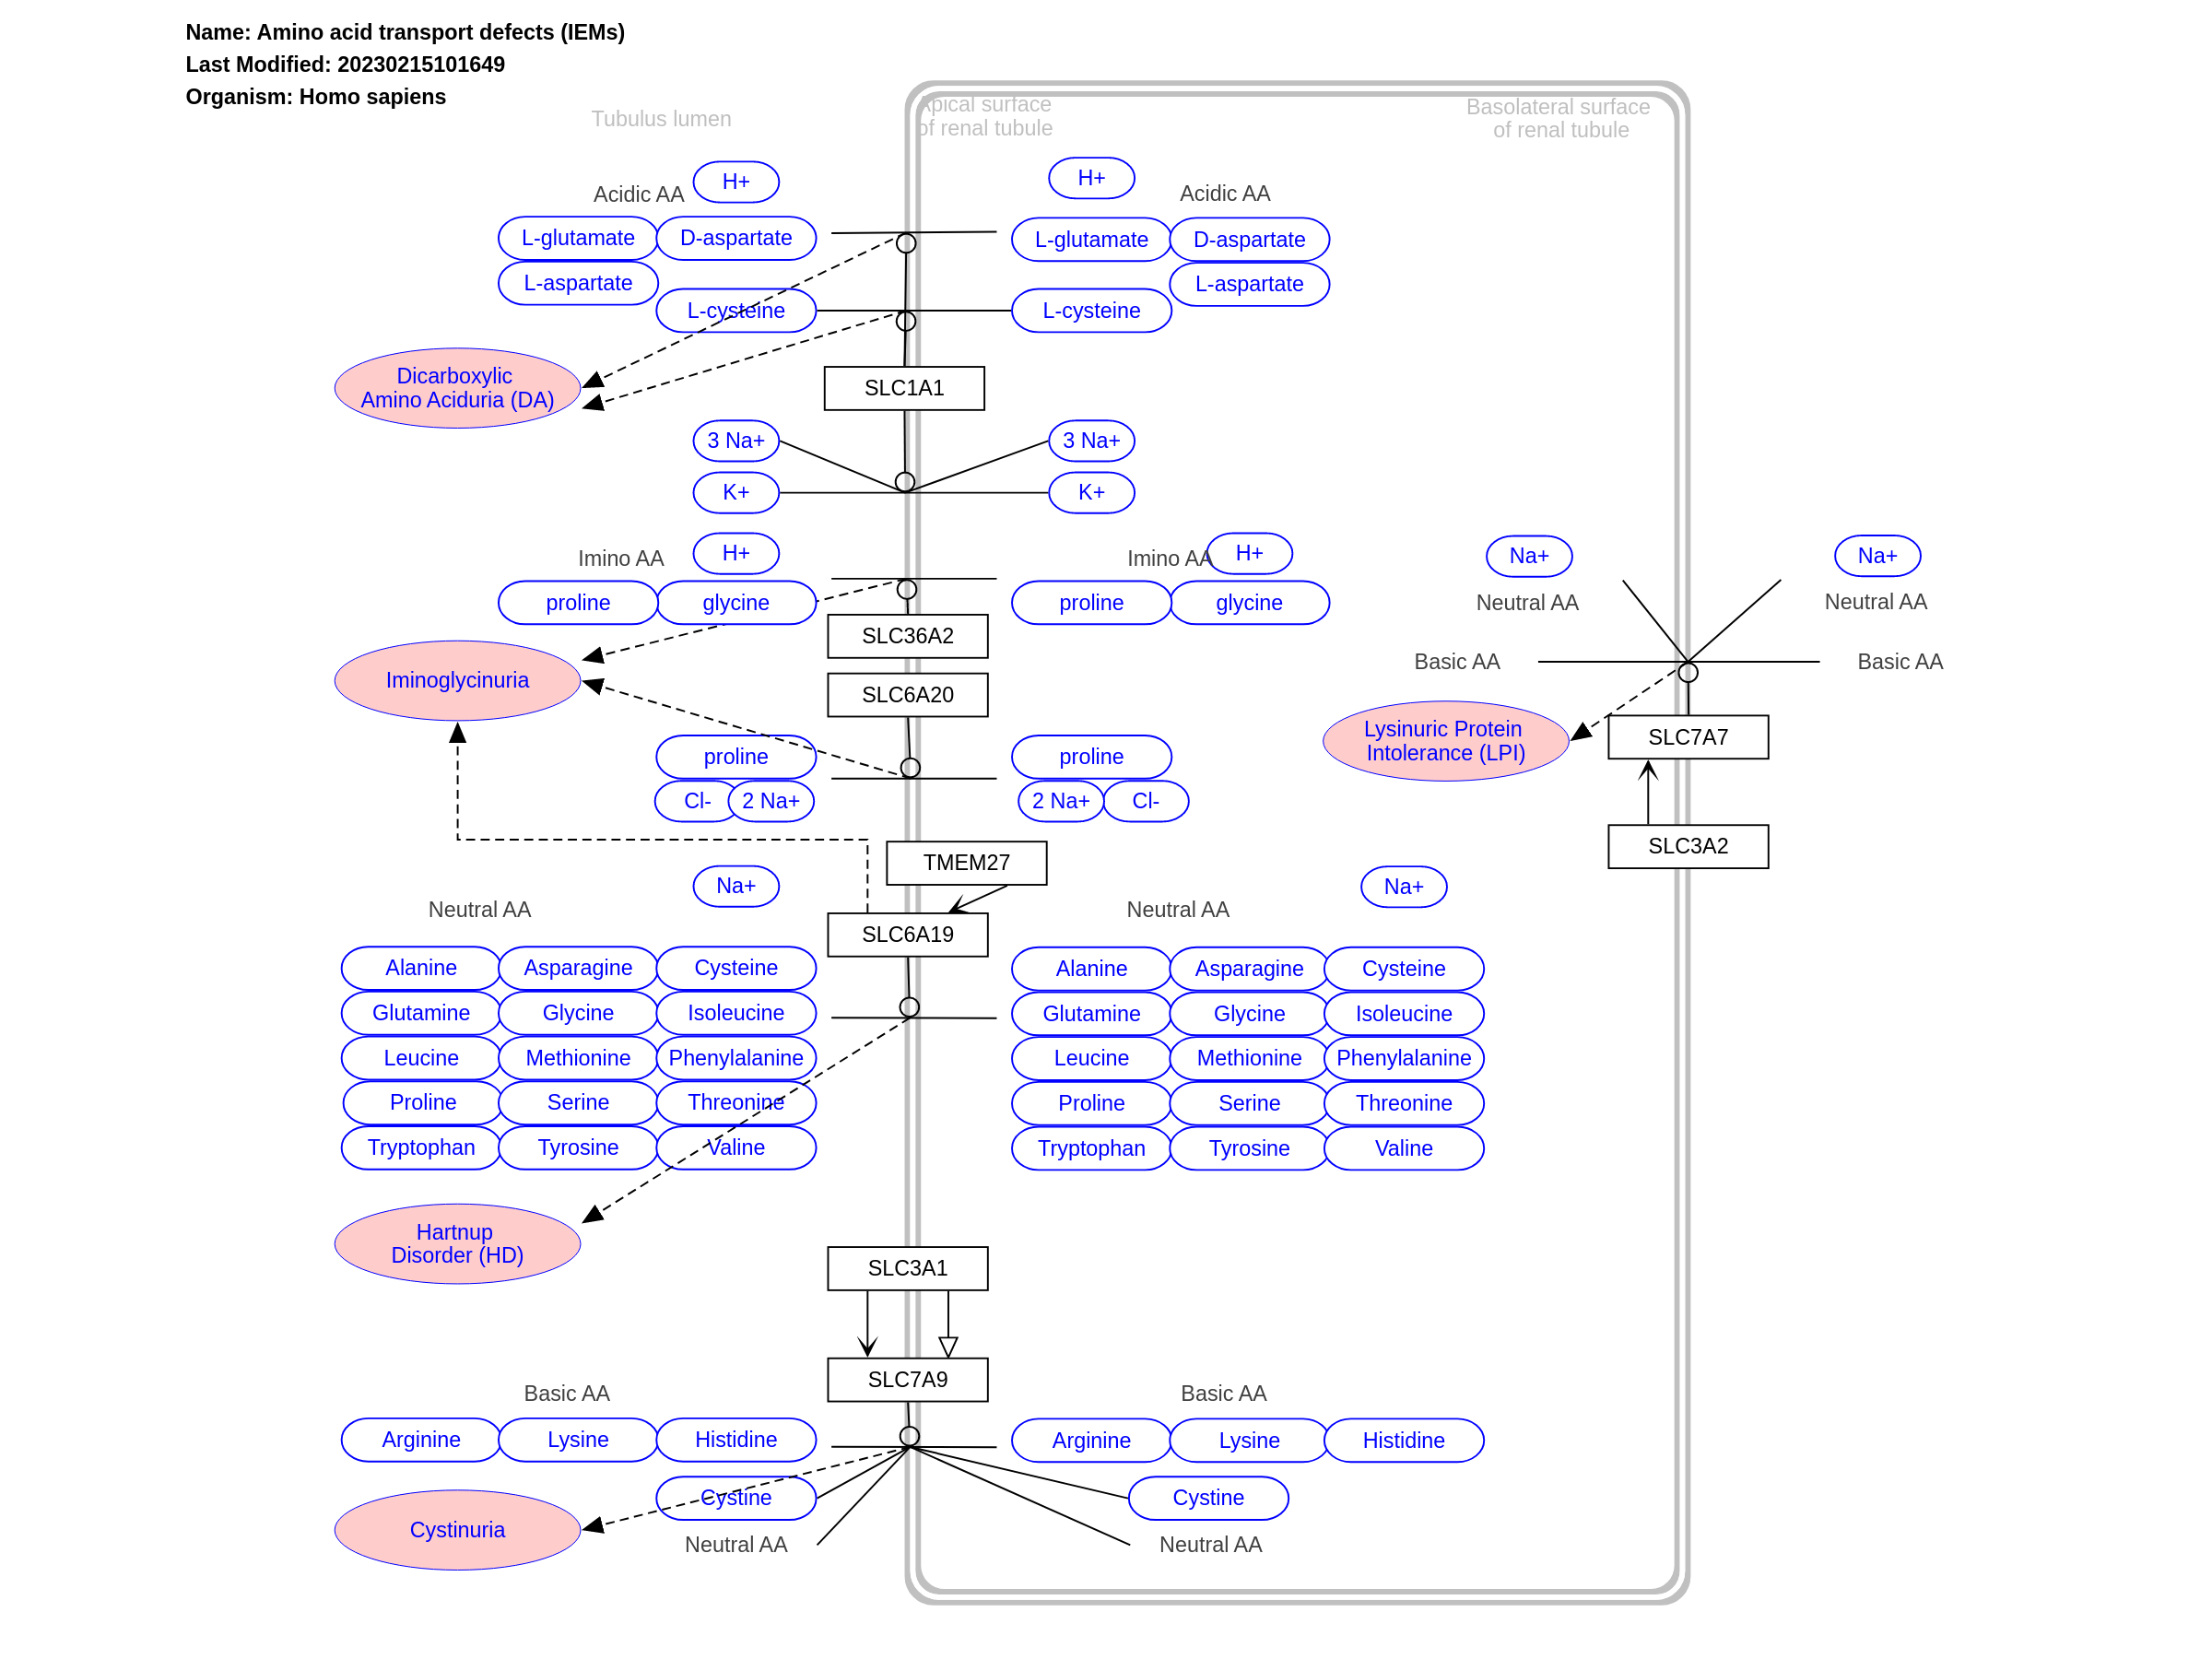 Name: Amino acid transport defects (IEMs)
Last Modified: 20230215101649
Organism: Homo sapiens
Tubulus lumen
Apical surface
of renal tubule
Basolateral surface
of renal tubule
H+
H+
Acidic AA
Acidic AA
L-glutamate
D-aspartate
L-glutamate
D-aspartate
L-aspartate
L-aspartate
L-cysteine
L-cysteine
Dicarboxylic
Amino Aciduria (DA)
SLC1A1
3 Na+
3 Na+
K+
K+
Imino AA
H+
Imino AA
H+
Na+
Na+
proline
glycine
proline
glycine
Neutral AA
Neutral AA
SLC36A2
Basic AA
Basic AA
Iminoglycinuria
SLC6A20
Lysinuric Protein
Intolerance (LPI)
SLC7A7
proline
proline
Cl-
2 Na+
2 Na+
Cl-
SLC3A2
TMEM27
Na+
Na+
Neutral AA
Neutral AA
SLC6A19
Alanine
Asparagine
Cysteine
Alanine
Asparagine
Cysteine
Glutamine
Glycine
Isoleucine
Glutamine
Glycine
Isoleucine
Leucine
Methionine
Phenylalanine
Leucine
Methionine
Phenylalanine
Proline
Serine
Threonine
Proline
Serine
Threonine
Tryptophan
Tyrosine
Valine
Tryptophan
Tyrosine
Valine
Hartnup
Disorder (HD)
SLC3A1
SLC7A9
Basic AA
Basic AA
Arginine
Lysine
Histidine
Arginine
Lysine
Histidine
Cystine
Cystine
Cystinuria
Neutral AA
Neutral AA